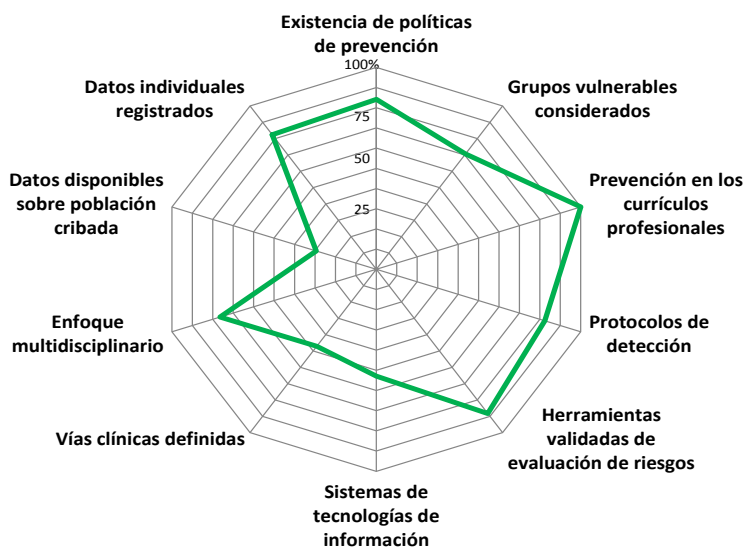 Existencia de políticas
de prevención
Grupos vulnerables
considerados
Prevención en los
currículos
profesionales
Protocolos de
detección
Herramientas
validadas de
evaluación de riesgos
Sistemas de
tecnologías de
información
Vías clínicas definidas
Enfoque
multidisciplinario
Datos disponibles
sobre población
cribada
Datos individuales
registrados
100%
75
50
25